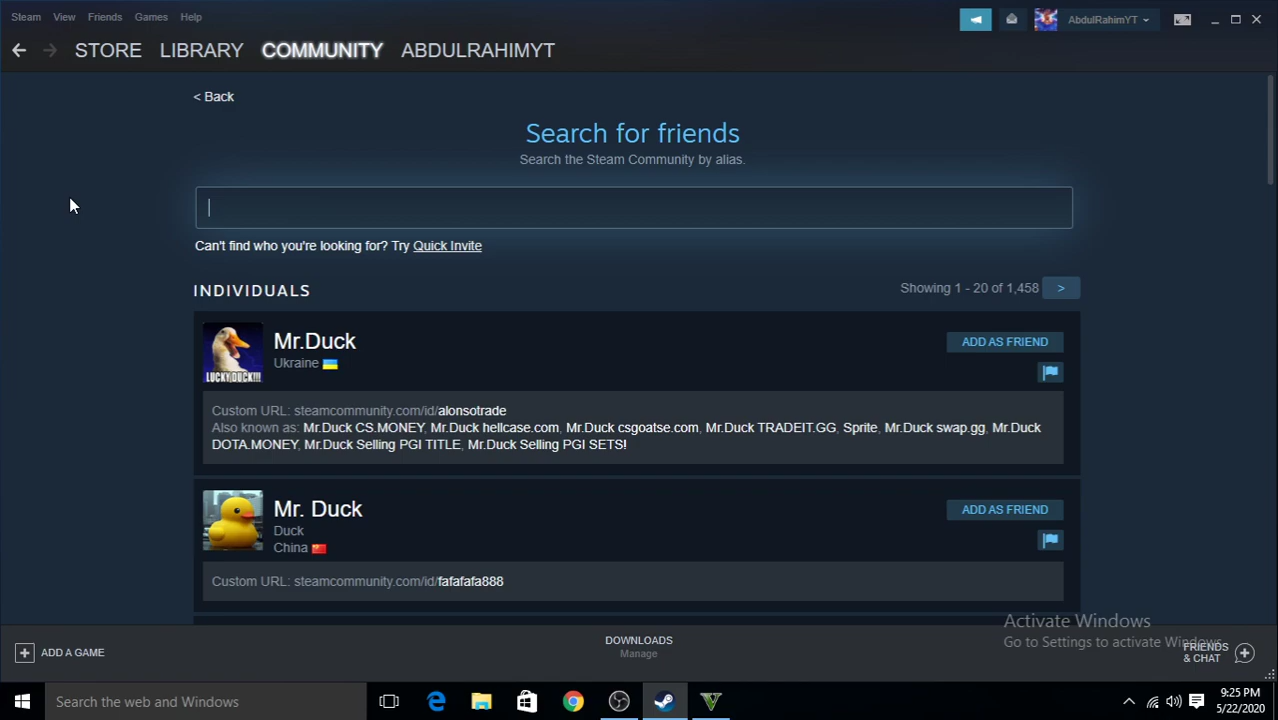 Steam View Friends Games Help
AbdulRahimYT
STORE LIBRARY COMMUNITY ABDULRAHIMYT
< Back
Search for friends
Search the Steam Community by alias.
Can't find who you're looking for? Try Quick Invite
INDIVIDUALS
Showing 1 - 20 of 1,458 >
LUCKY DUCK!!!
Mr.Duck
Ukraine
ADD AS FRIEND
Custom URL: steamcommunity.com/id/alonsotrade
Also known as: Mr.Duck CS.MONEY, Mr.Duck hellcase.com, Mr.Duck csgoatse.com, Mr.Duck TRADEIT.GG, Sprite, Mr.Duck swap.gg, Mr.Duck
DOTA.MONEY, Mr.Duck Selling PGI TITLE, Mr.Duck Selling PGI SETS!
Mr. Duck
Duck
China
ADD AS FRIEND
Custom URL: steamcommunity.com/id/fafafafa888
Activate Windows
Go to Settings to activate Windows.
ADD A GAME
DOWNLOADS
Manage
FRIENDS
& CHAT
Search the web and Windows
9:25 PM
5/22/2020